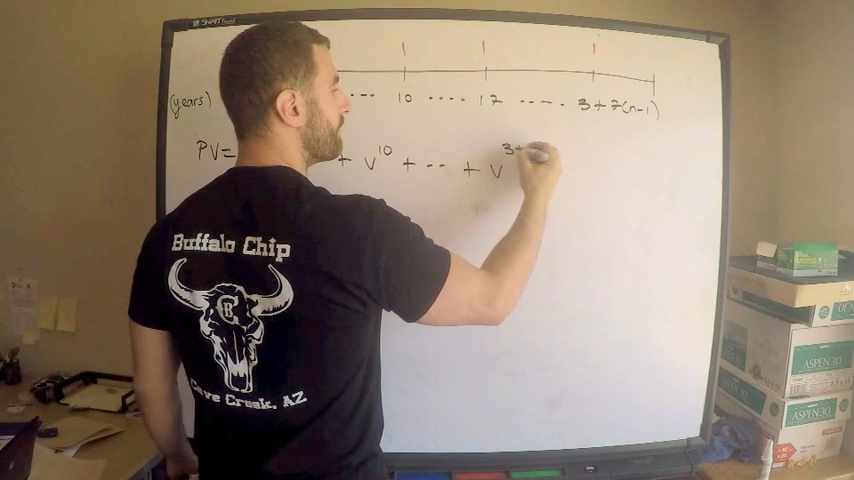 SMART
1 1 1
(years) ---- 10 ---- 17 ----- 3+7(n-1)
PV= + v^10 + -- + v^3+
Buffalo Chip
CB
Cave Creek, AZ
ASPEN 30
ASPEN 30